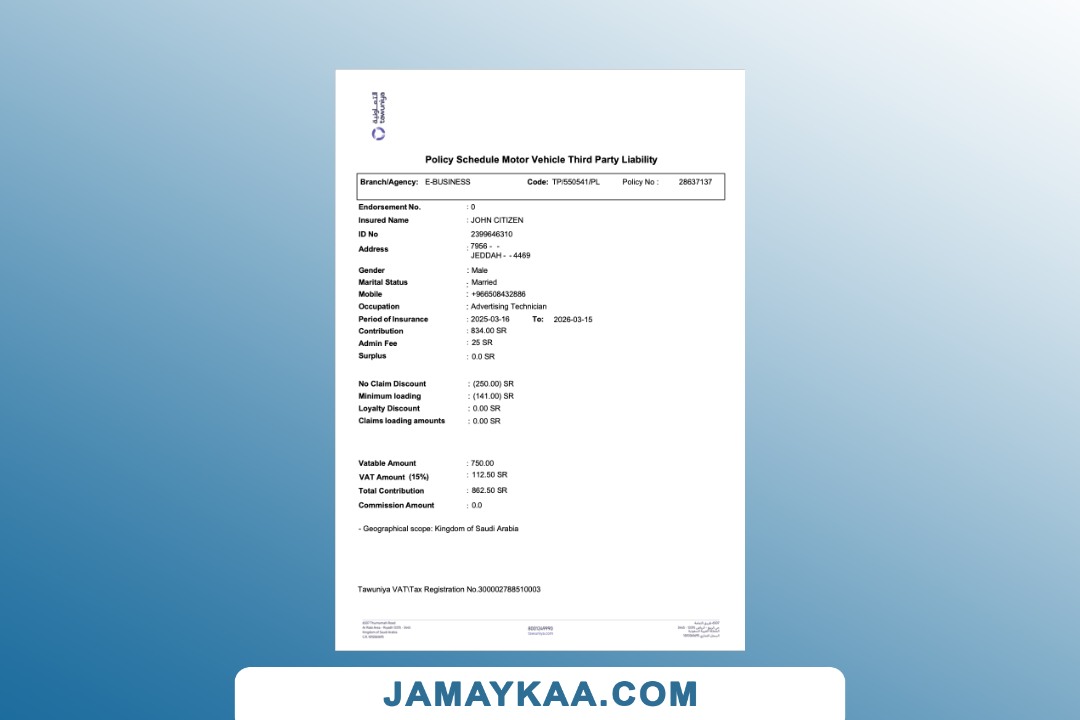 التعاونية
tawuniya
Policy Schedule Motor Vehicle Third Party Liability
Branch/Agency: E-BUSINESS Code: TP/550541/PL Policy No : 28637137
Endorsement No. : 0
Insured Name : JOHN CITIZEN
ID No 2399646310
Address : 7956 - -
JEDDAH - - 4469
Gender : Male
Marital Status : Married
Mobile : +966508432886
Occupation : Advertising Technician
Period of Insurance : 2025-03-16 To: 2026-03-15
Contribution : 834.00 SR
Admin Fee : 25 SR
Surplus : 0.0 SR
No Claim Discount : (250.00) SR
Minimum loading : (141.00) SR
Loyalty Discount : 0.00 SR
Claims loading amounts : 0.00 SR
Vatable Amount : 750.00
VAT Amount (15%) : 112.50 SR
Total Contribution : 862.50 SR
Commission Amount : 0.0
- Geographical scope: Kingdom of Saudi Arabia
Tawuniya VAT\Tax Registration No.300002788510003
Kingdom of Saudi Arabia
JAMAYKAA.COM